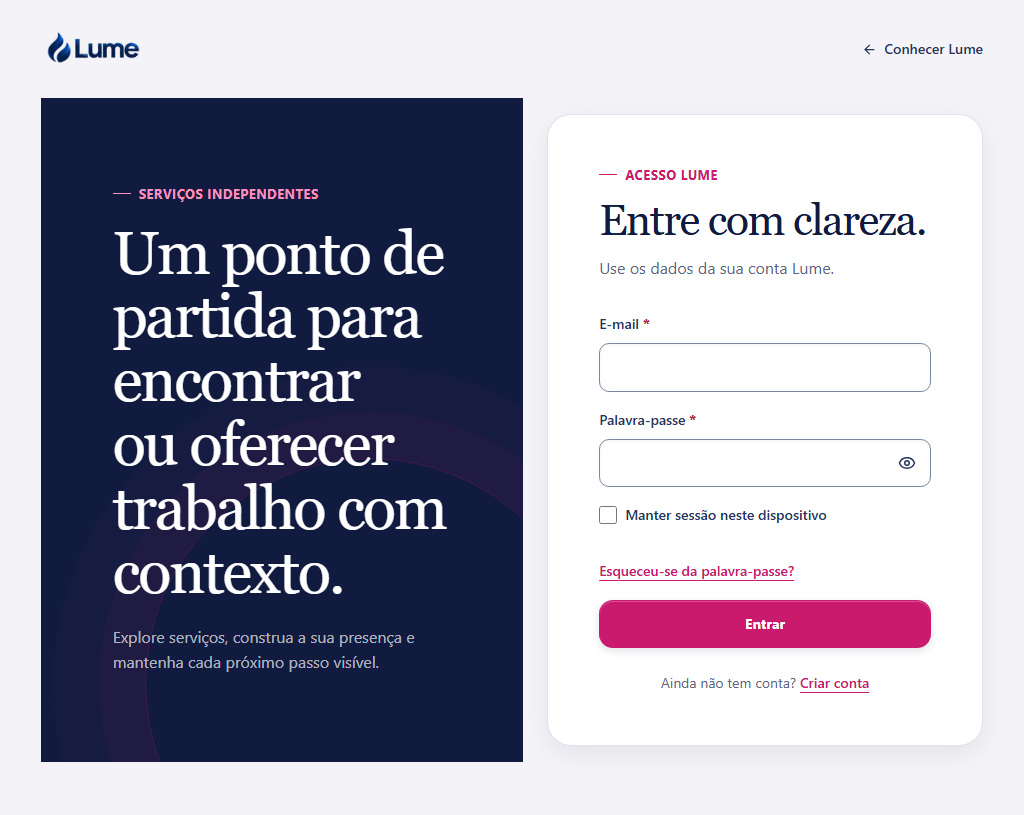 Lume
Conhecer Lume
SERVIÇOS INDEPENDENTES
Um ponto de
partida para
encontrar
ou oferecer
trabalho com
contexto.
Explore serviços, construa a sua presença e
mantenha cada próximo passo visível.
ACESSO LUME
Entre com clareza.
Use os dados da sua conta Lume.
E-mail *
Palavra-passe *
Manter sessão neste dispositivo
Esqueceu-se da palavra-passe?
Entrar
Ainda não tem conta? Criar conta